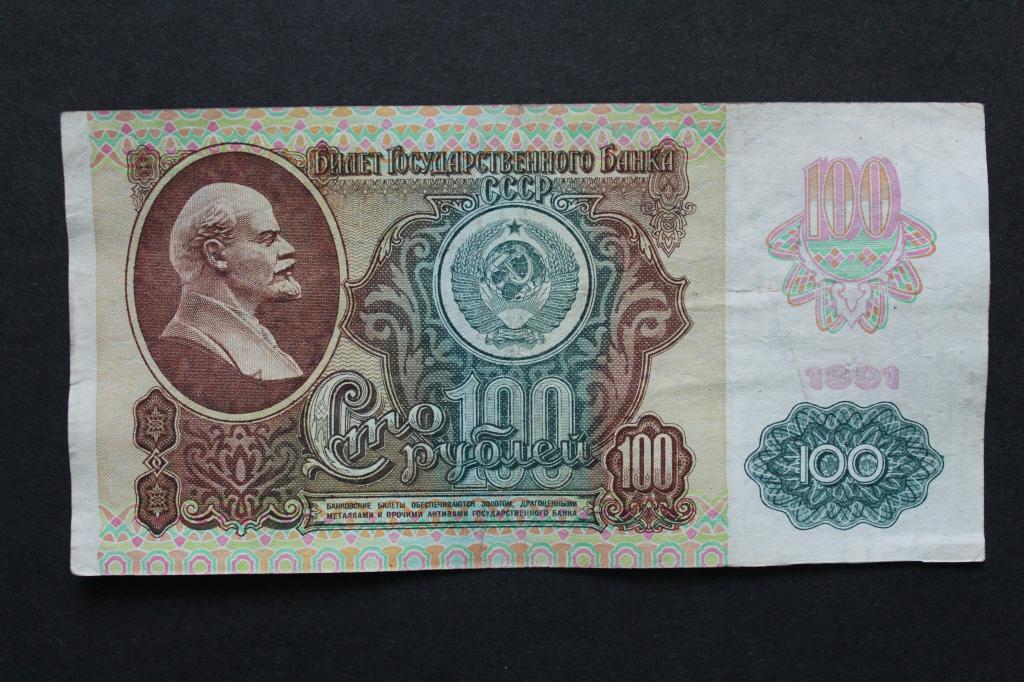 Билет Государственного Банка
СССР
100
1991
Сто 100
рублей
100
100
БАНКОВСКИЕ БИЛЕТЫ ОБЕСПЕЧИВАЮТСЯ ЗОЛОТОМ, ДРАГОЦЕННЫМИ
МЕТАЛЛАМИ И ПРОЧИМИ АКТИВАМИ ГОСУДАРСТВЕННОГО БАНКА